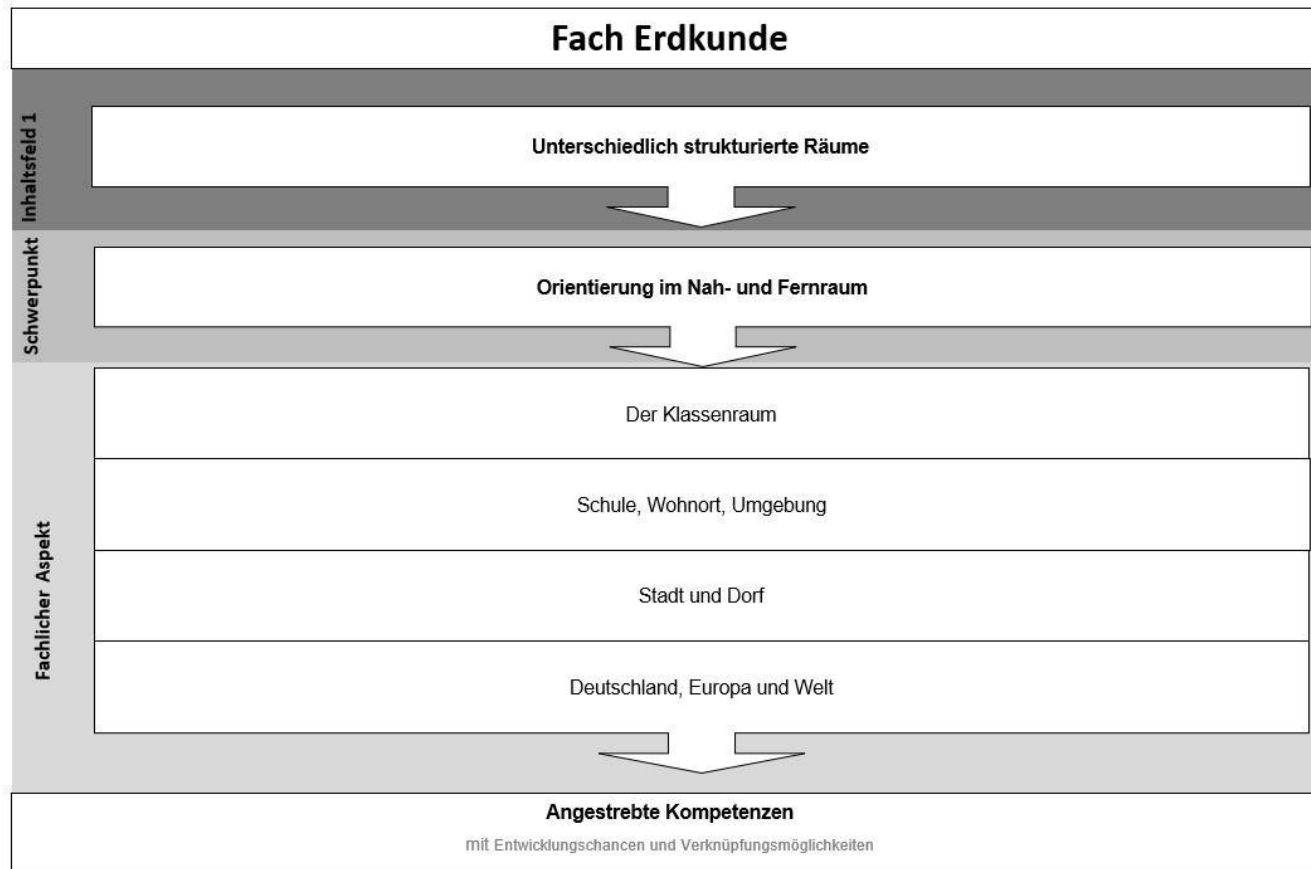 Fach Erdkunde
Inhaltsfeld 1
Unterschiedlich strukturierte Räume
Schwerpunkt
Orientierung im Nah- und Fernraum
Fachlicher Aspekt
Der Klassenraum
Schule, Wohnort, Umgebung
Stadt und Dorf
Deutschland, Europa und Welt
Angestrebte Kompetenzen
mit Entwicklungschancen und Verknüpfungsmöglichkeiten